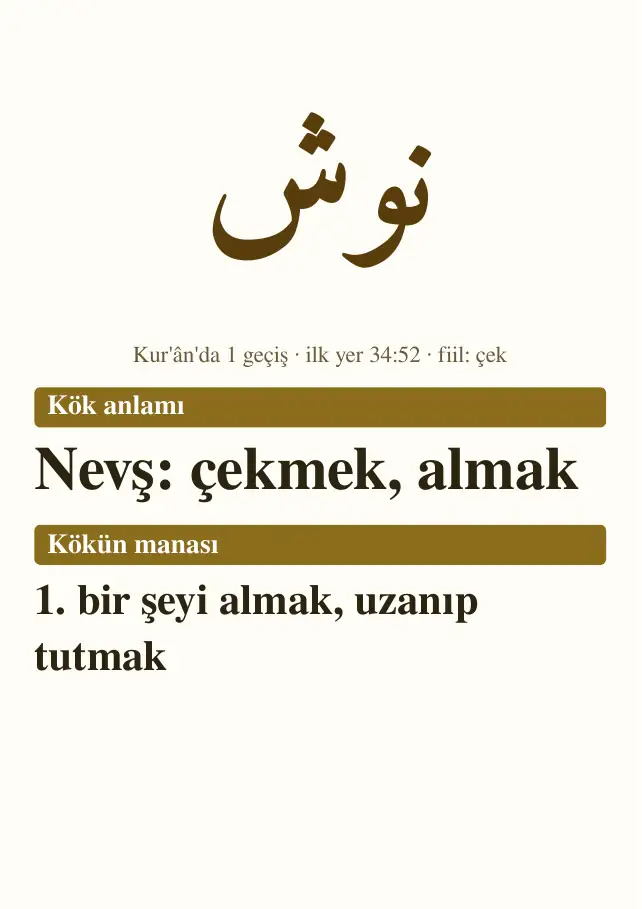 نوش
Kur'ân'da 1 geçiş · ilk yer 34:52 · fiil: çek
Kök anlamı
Nevş: çekmek, almak
Kökün manası
1. bir şeyi almak, uzanıp
tutmak